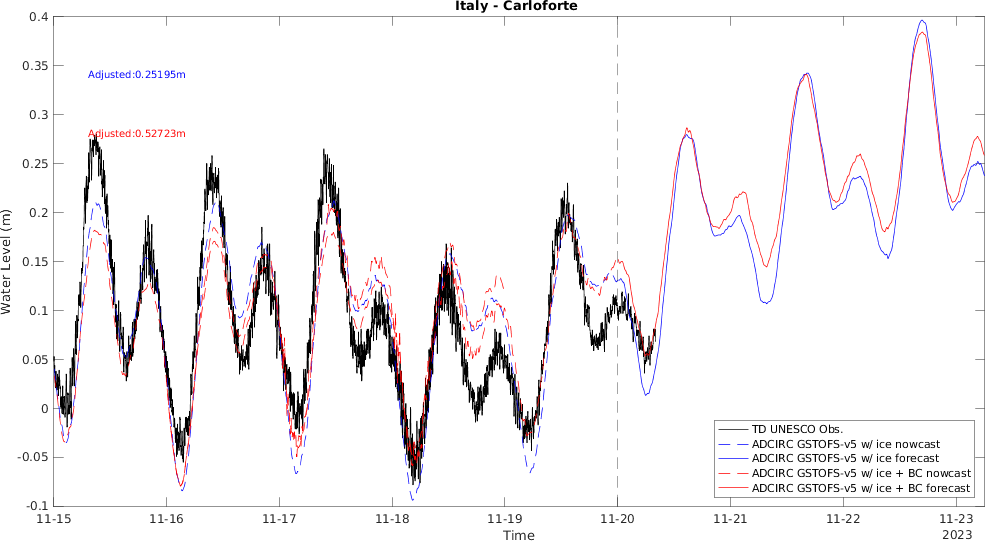 Italy - Carloforte
0.4
0.35
0.3
0.25
0.2
0.15
0.1
0.05
0
-0.05
-0.1
Water Level (m)
Adjusted:0.25195m
Adjusted:0.52723m
TD UNESCO Obs.
ADCIRC GSTOFS-v5 w/ ice nowcast
ADCIRC GSTOFS-v5 w/ ice forecast
ADCIRC GSTOFS-v5 w/ ice + BC nowcast
ADCIRC GSTOFS-v5 w/ ice + BC forecast
11-15 11-16 11-17 11-18 11-19 11-20 11-21 11-22 11-23
Time
2023